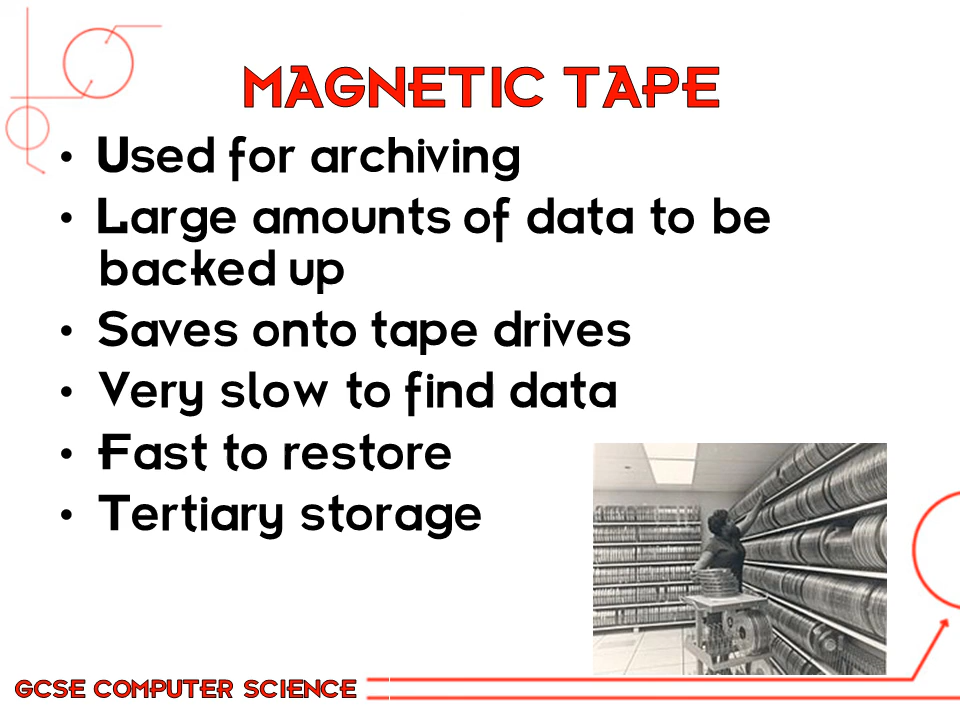 MAGNETIC TAPE
• Used for archiving
• Large amounts of data to be
backed up
• Saves onto tape drives
• Very slow to find data
• Fast to restore
• Tertiary storage
GCSE COMPUTER SCIENCE